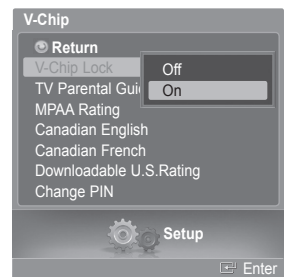 V-Chip
Return
V-Chip Lock
Off
On
TV Parental Gui
MPAA Rating
Canadian English
Canadian French
Downloadable U.S.Rating
Change PIN
Setup
Enter